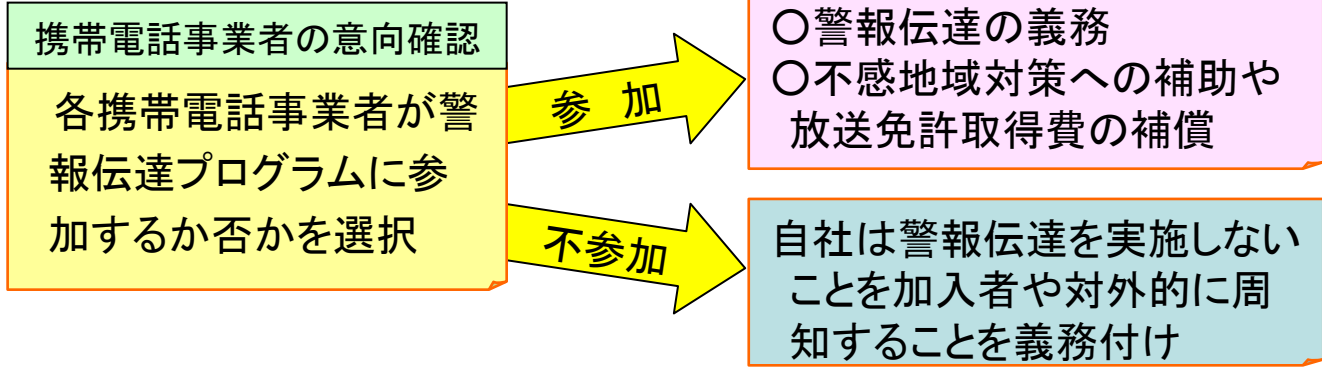 携帯電話事業者の意向確認
各携帯電話事業者が警
報伝達プログラムに参
加するか否かを選択
参 加
不参加
○警報伝達の義務
○不感地域対策への補助や
放送免許取得費の補償
自社は警報伝達を実施しない
ことを加入者や対外的に周
知することを義務付け